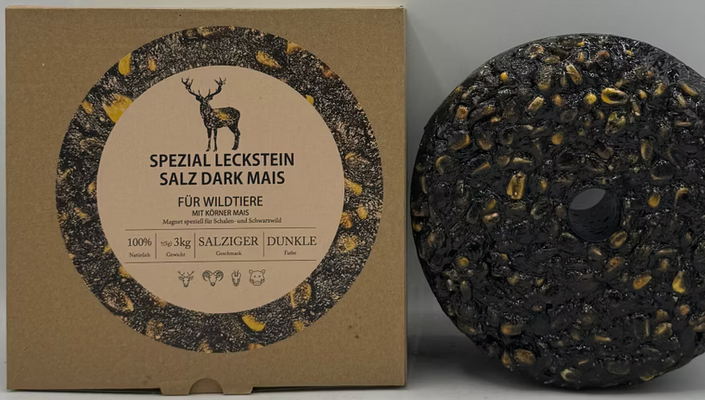 SPEZIAL LECKSTEIN
SALZ DARK MAIS
FÜR WILDTIERE
MIT KÖRNER MAIS
Magnet speziell für Schalen- und Schwarzwild
100% 3kg SALZIGER DUNKLE
Natürlich Gewicht Geschmack Farbe